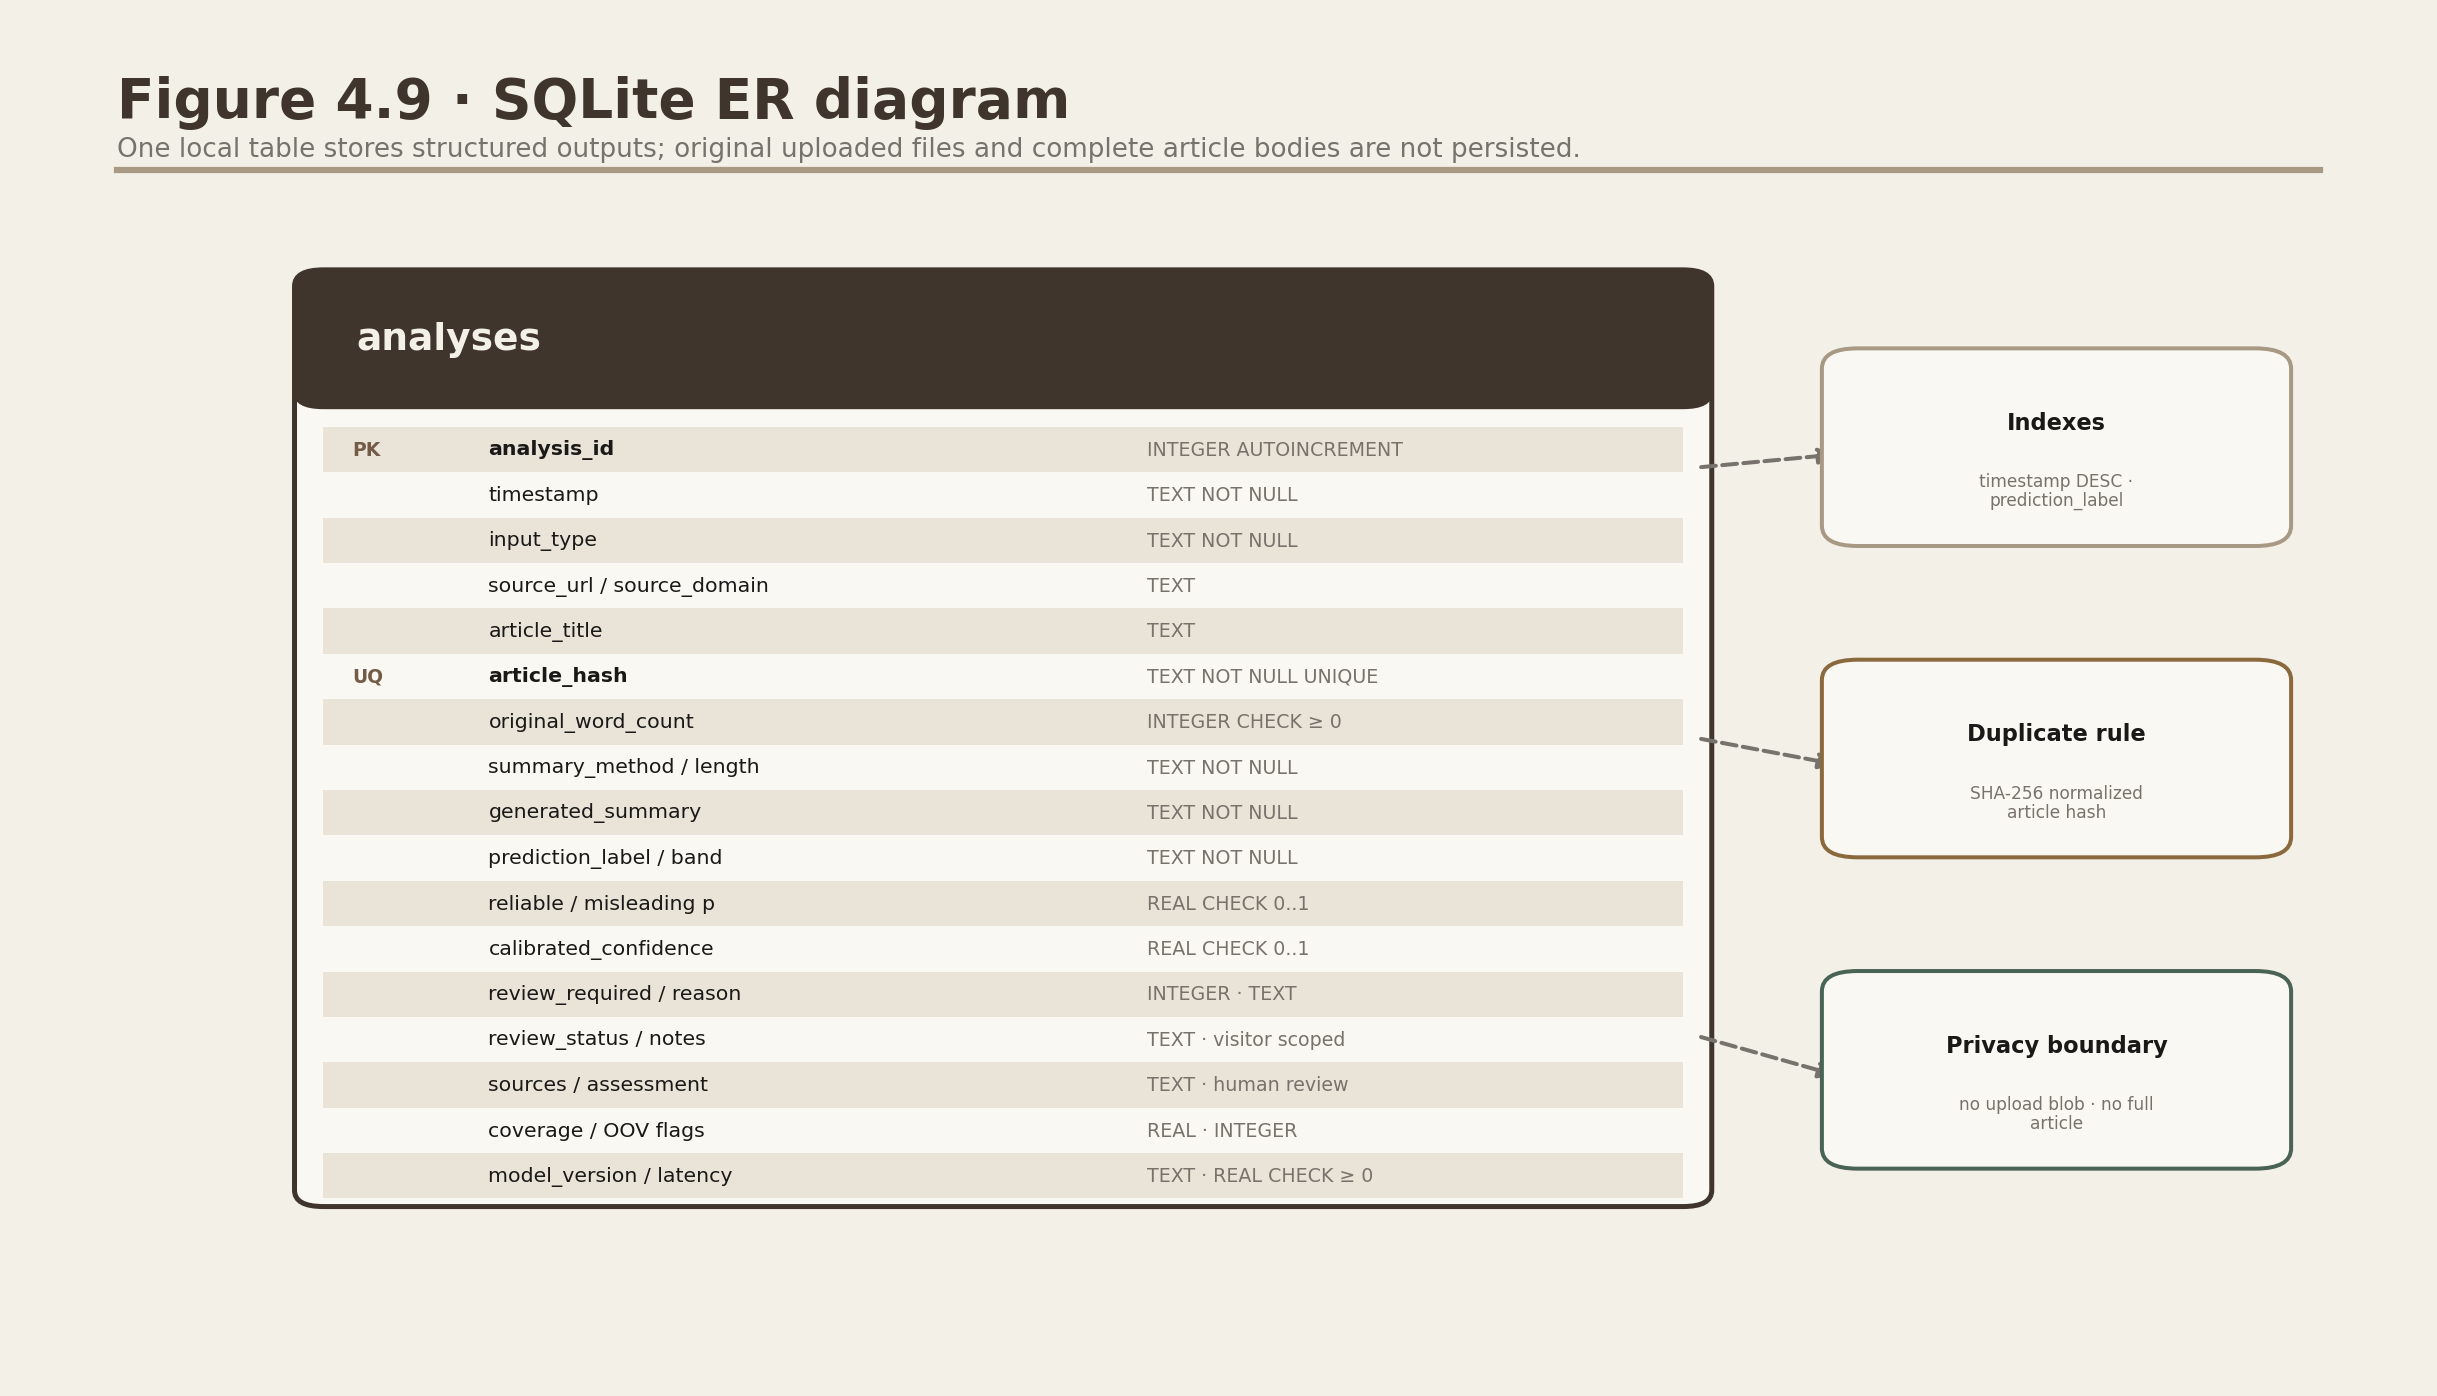 Figure 4.9 · SQLite ER diagram
One local table stores structured outputs; original uploaded files and complete article bodies are not persisted.
analyses
PK analysis_id INTEGER AUTOINCREMENT
timestamp TEXT NOT NULL
input_type TEXT NOT NULL
source_url / source_domain TEXT
article_title TEXT
UQ article_hash TEXT NOT NULL UNIQUE
original_word_count INTEGER CHECK ≥ 0
summary_method / length TEXT NOT NULL
generated_summary TEXT NOT NULL
prediction_label / band TEXT NOT NULL
reliable / misleading p REAL CHECK 0..1
calibrated_confidence REAL CHECK 0..1
review_required / reason INTEGER · TEXT
review_status / notes TEXT · visitor scoped
sources / assessment TEXT · human review
coverage / OOV flags REAL · INTEGER
model_version / latency TEXT · REAL CHECK ≥ 0
Indexes
timestamp DESC ·
prediction_label
Duplicate rule
SHA-256 normalized
article hash
Privacy boundary
no upload blob · no full
article